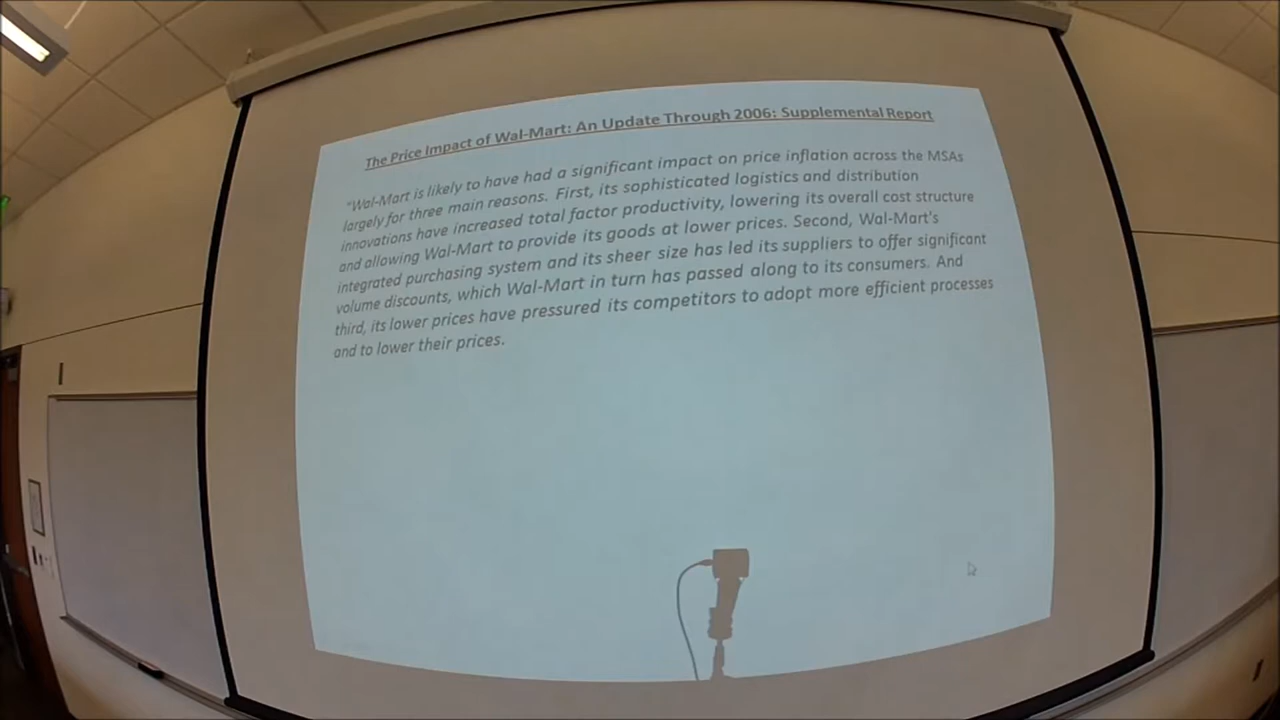 The Price Impact of Wal-Mart: An Update Through 2006: Supplemental Report
"Wal-Mart is likely to have had a significant impact on price inflation across the MSAs
largely for three main reasons. First, its sophisticated logistics and distribution
innovations have increased total factor productivity, lowering its overall cost structure
and allowing Wal-Mart to provide its goods at lower prices. Second, Wal-Mart's
integrated purchasing system and its sheer size has led its suppliers to offer significant
volume discounts, which Wal-Mart in turn has passed along to its consumers. And
third, its lower prices have pressured its competitors to adopt more efficient processes
and to lower their prices.